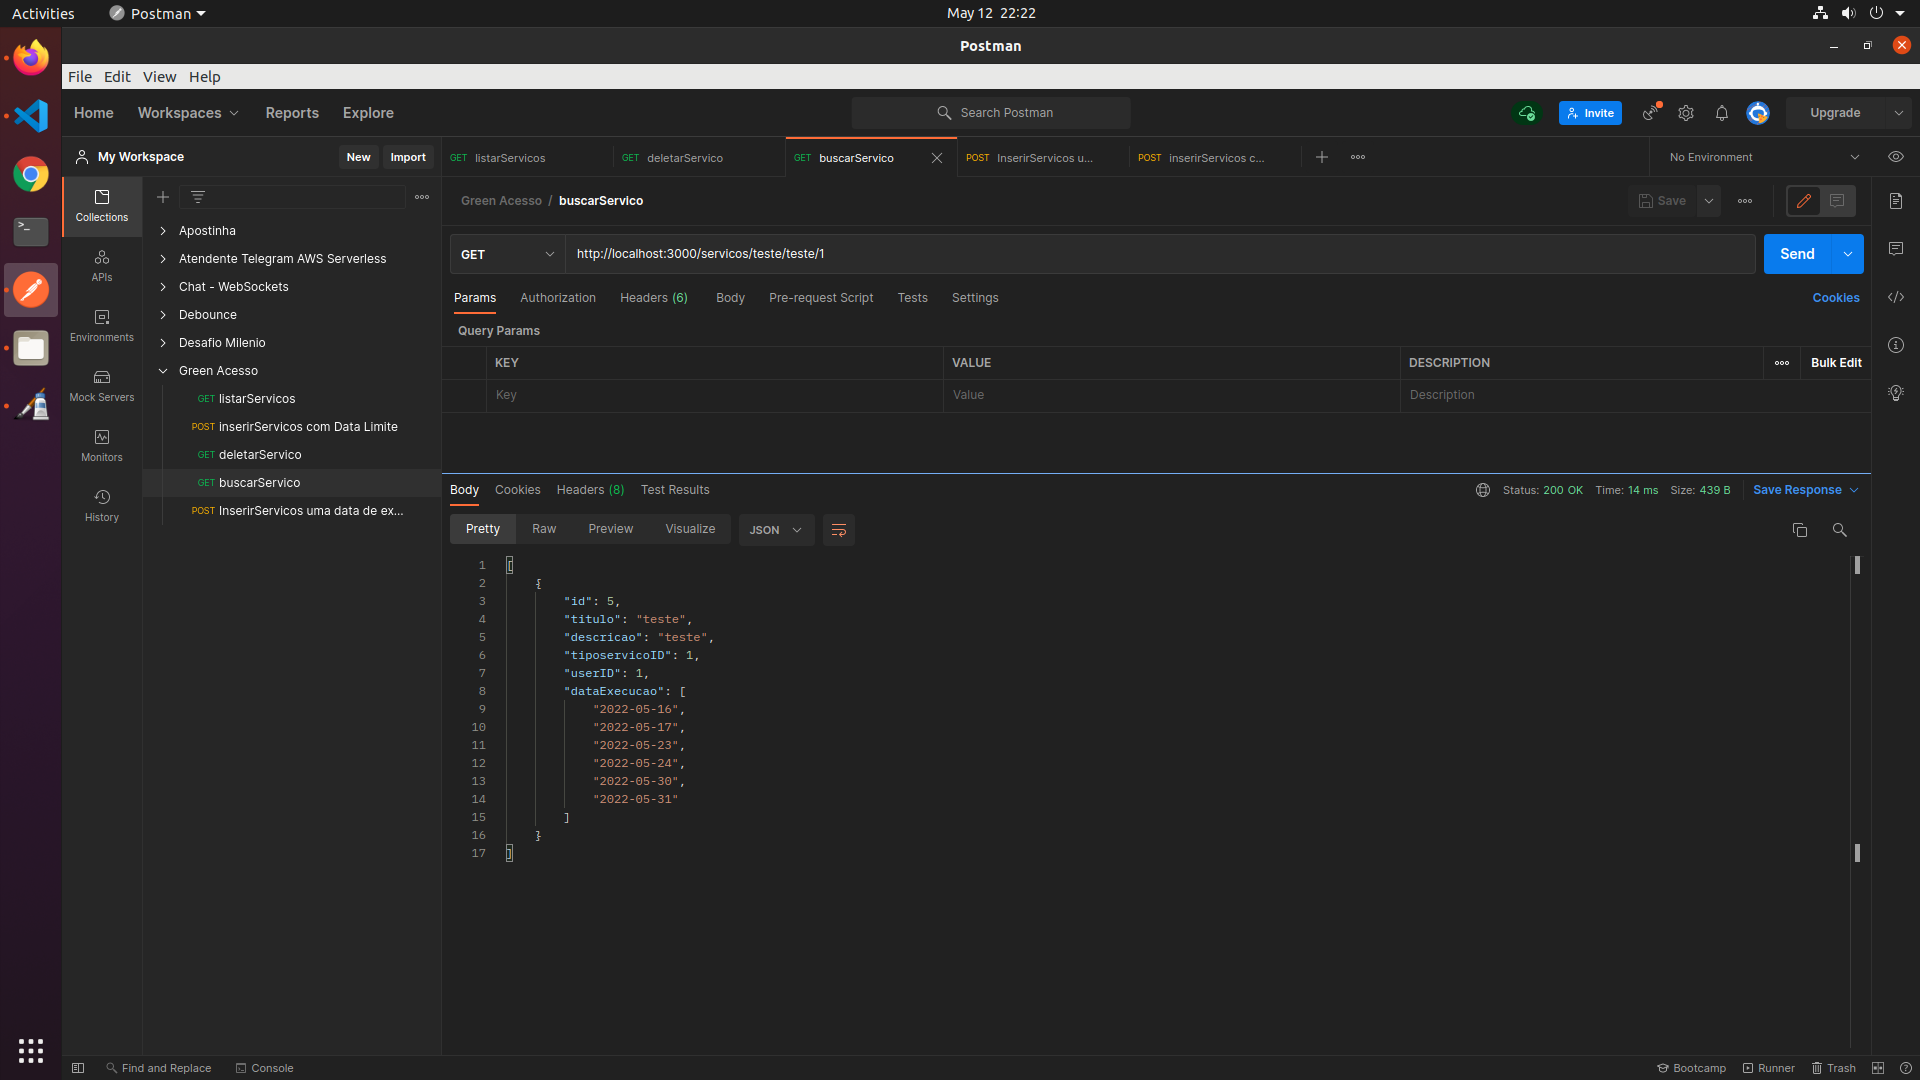 Activities Postman May 12 22:22
Postman
File Edit View Help
Home Workspaces Reports Explore Search Postman Invite Upgrade
My Workspace New Import GET listarServicos GET deletarServico GET buscarServico POST InserirServicos u... POST inserirServicos c... No Environment
Collections
APIs
Environments
Mock Servers
Monitors
History
Apostinha
Atendente Telegram AWS Serverless
Chat - WebSockets
Debounce
Desafio Milenio
Green Acesso
GET listarServicos
POST inserirServicos com Data Limite
GET deletarServico
GET buscarServico
POST InserirServicos uma data de ex...
Green Acesso / buscarServico Save
GET http://localhost:3000/servicos/teste/teste/1 Send
Params Authorization Headers (6) Body Pre-request Script Tests Settings Cookies
Query Params
KEY VALUE DESCRIPTION Bulk Edit
Key Value Description
Body Cookies Headers (8) Test Results Status: 200 OK Time: 14 ms Size: 439 B Save Response
Pretty Raw Preview Visualize JSON
1 [
2 {
3 "id": 5,
4 "titulo": "teste",
5 "descricao": "teste",
6 "tiposervicoID": 1,
7 "userID": 1,
8 "dataExecucao": [
9 "2022-05-16",
10 "2022-05-17",
11 "2022-05-23",
12 "2022-05-24",
13 "2022-05-30",
14 "2022-05-31"
15 ]
16 }
17 ]
Find and Replace Console Bootcamp Runner Trash